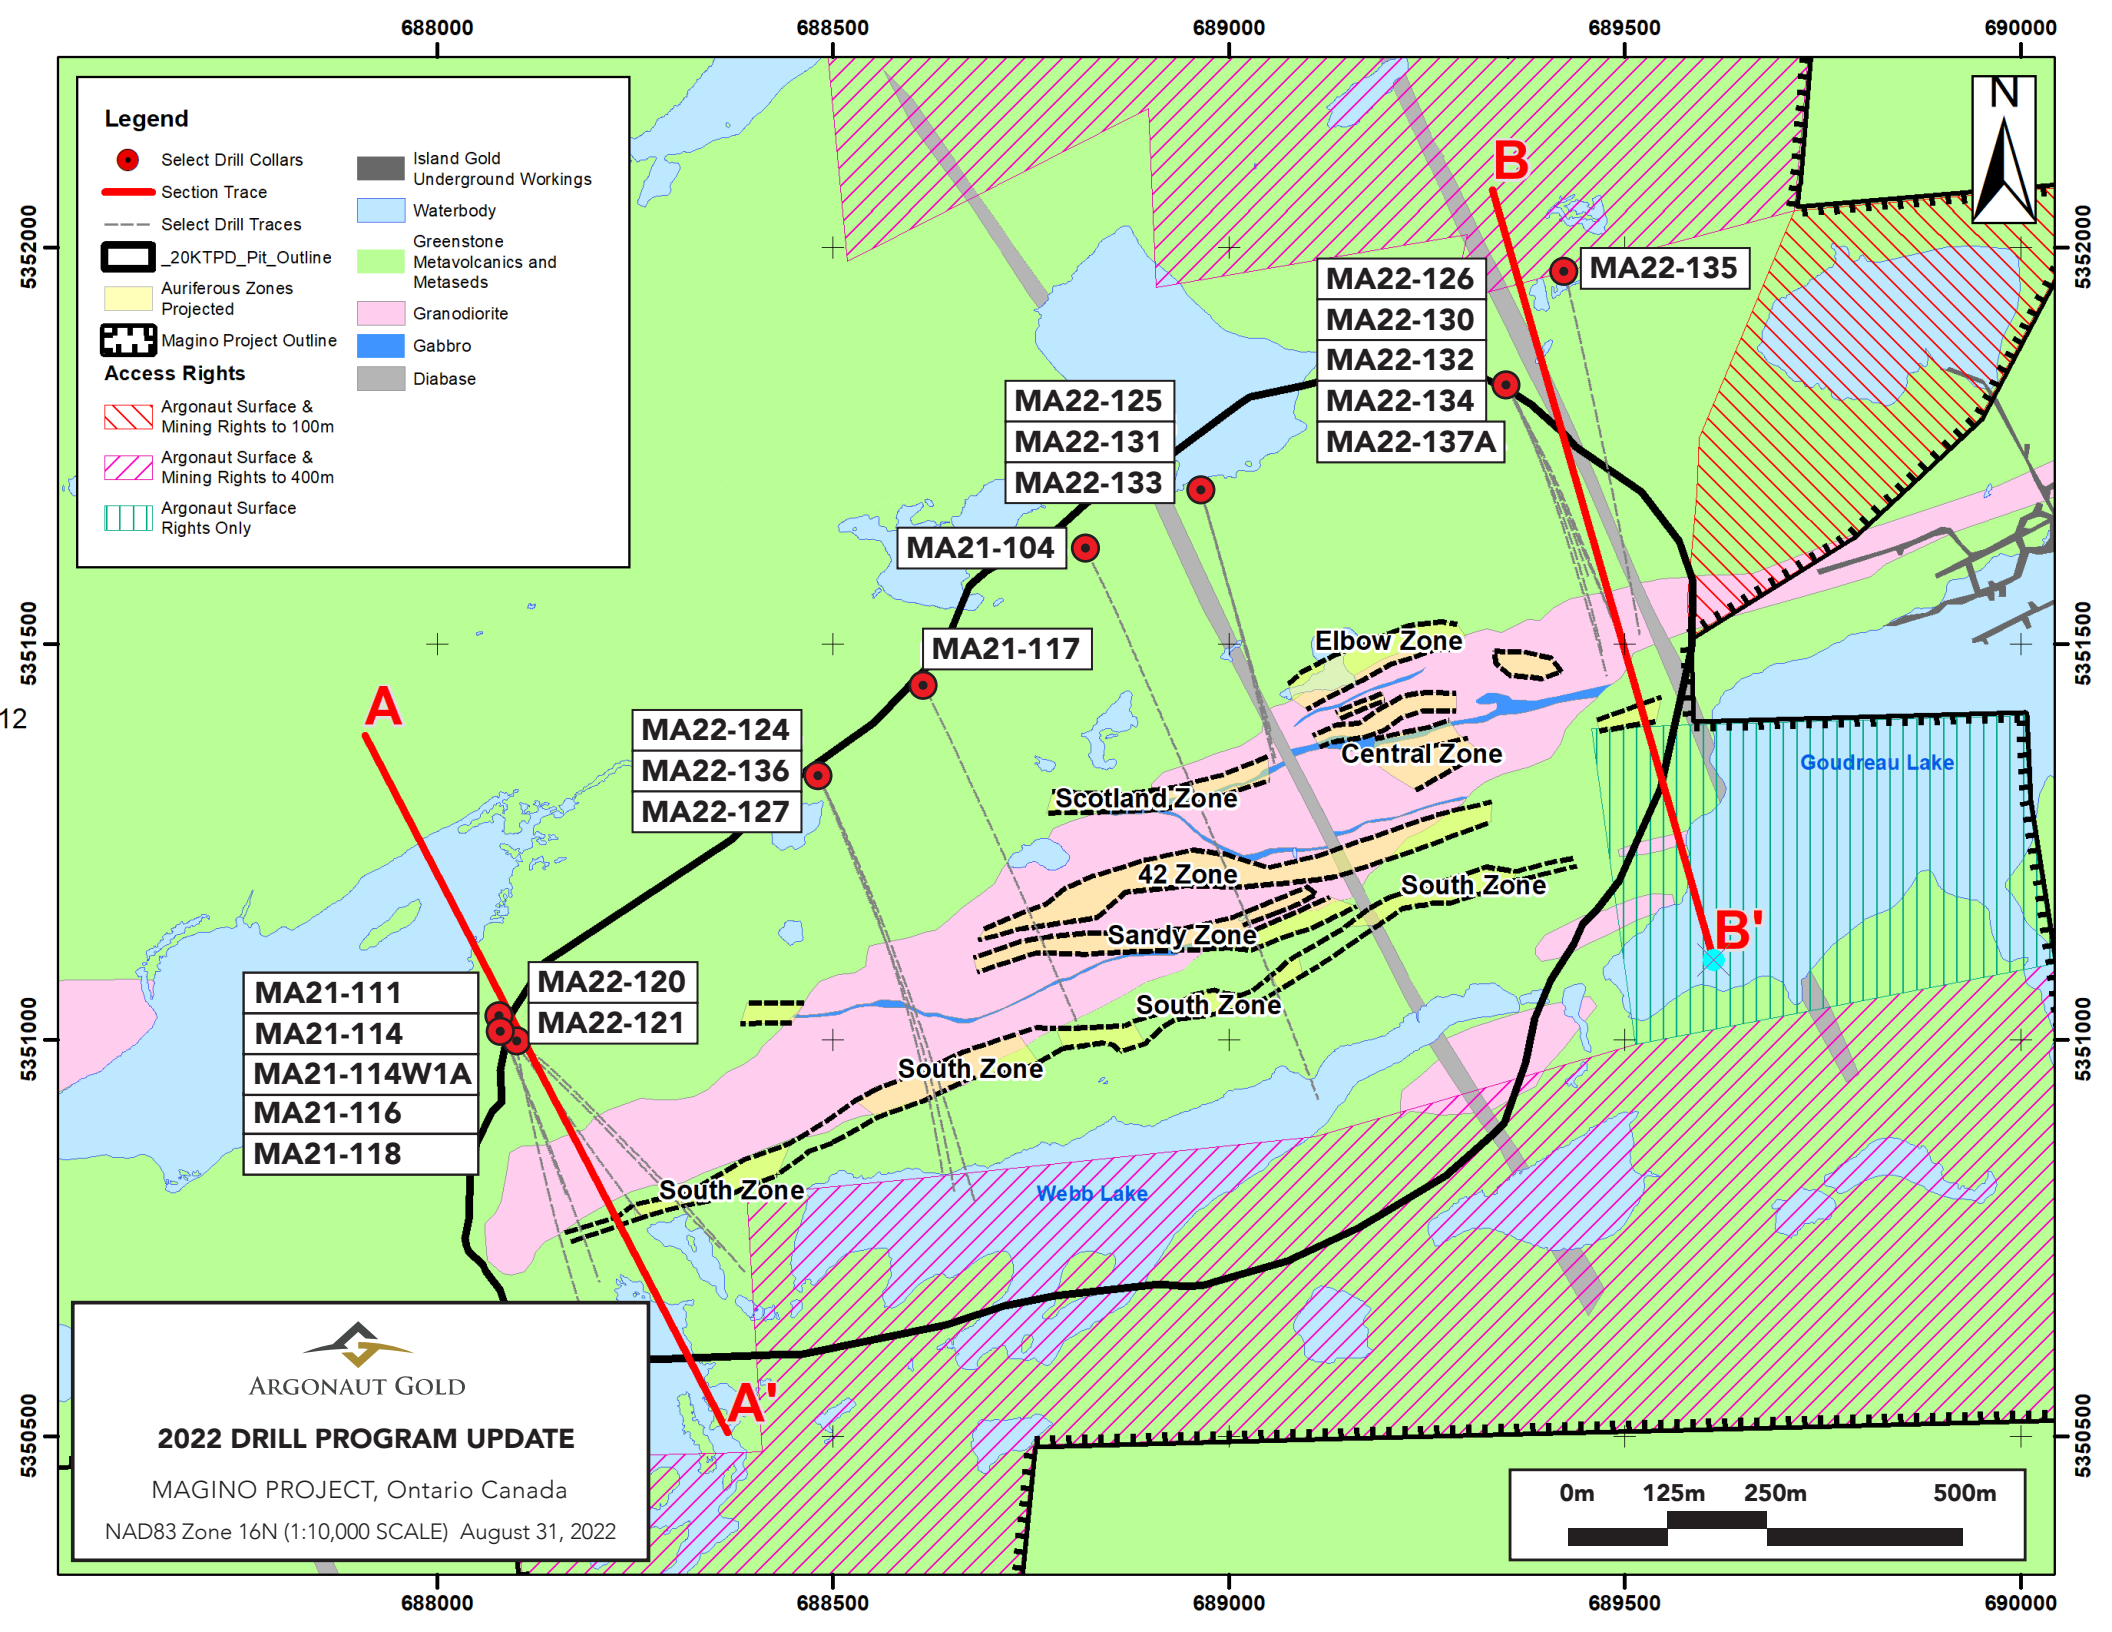 688000
688500
689000
689500
690000
Legend
Select Drill Collars
Section Trace
Select Drill Traces
_20KTPD_Pit_Outline
Auriferous Zones
Projected
Magino Project Outline
Access Rights
Argonaut Surface &
Mining Rights to 100m
Argonaut Surface &
Mining Rights to 400m
Argonaut Surface
Rights Only
Island Gold
Underground Workings
Waterbody
Greenstone
Metavolcanics and
Metaseds
Granodiorite
Gabbro
Diabase
N
B
5352000
5352000
MA22-135
MA22-126
MA22-130
MA22-132
MA22-134
MA22-137A
MA22-125
MA22-131
MA22-133
MA21-104
MA21-117
5351500
5351500
Elbow Zone
A
12
MA22-124
MA22-136
MA22-127
Central Zone
Goudreau Lake
Scotland Zone
42 Zone
South Zone
Sandy Zone
B'
South Zone
MA21-111
MA21-114
MA21-114W1A
MA21-116
MA21-118
MA22-120
MA22-121
5351000
5351000
South Zone
South Zone
Webb Lake
A'
5350500
5350500
ARGONAUT GOLD
2022 DRILL PROGRAM UPDATE
MAGINO PROJECT, Ontario Canada
NAD83 Zone 16N (1:10,000 SCALE) August 31, 2022
0m 125m 250m 500m
688000
688500
689000
689500
690000